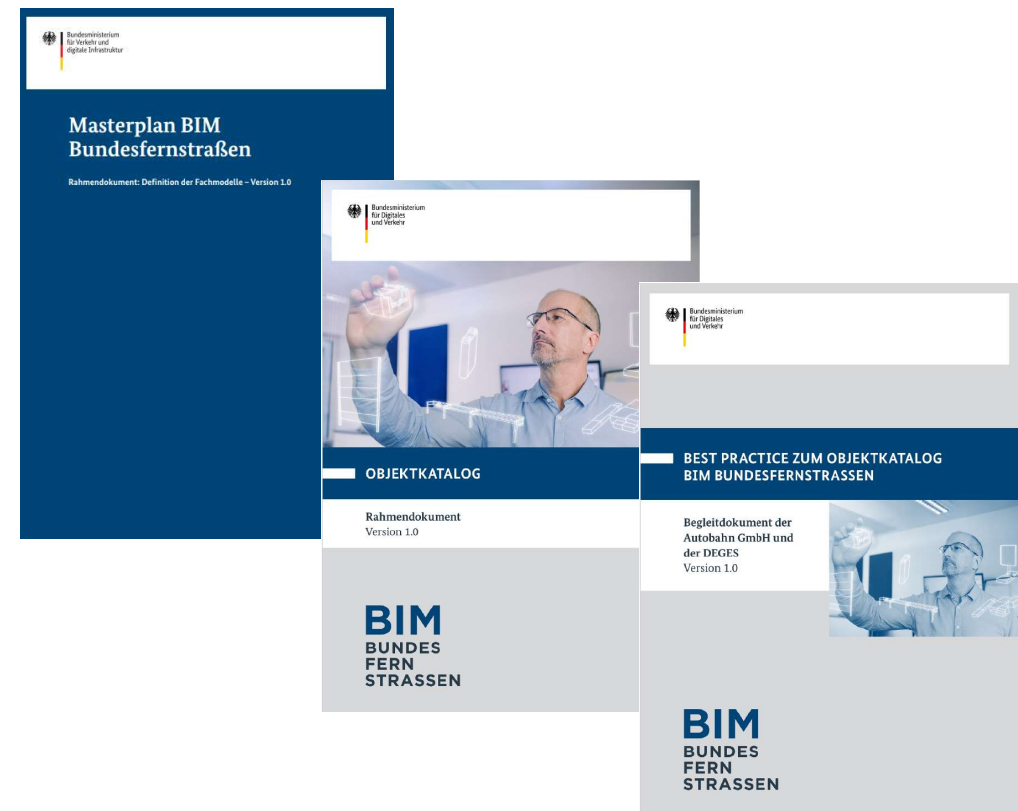 Bundesministerium
für Verkehr und
digitale Infrastruktur
Masterplan BIM
Bundesfernstraßen
Rahmendokument: Definition der Fachmodelle – Version 1.0
Bundesministerium
für Digitales
und Verkehr
OBJEKTKATALOG
Rahmendokument
Version 1.0
BIM
BUNDES
FERN
STRASSEN
Bundesministerium
für Digitales
und Verkehr
BEST PRACTICE ZUM OBJEKTKATALOG
BIM BUNDESFERNSTRASSEN
Begleitdokument der
Autobahn GmbH und
der DEGES
Version 1.0
BIM
BUNDES
FERN
STRASSEN